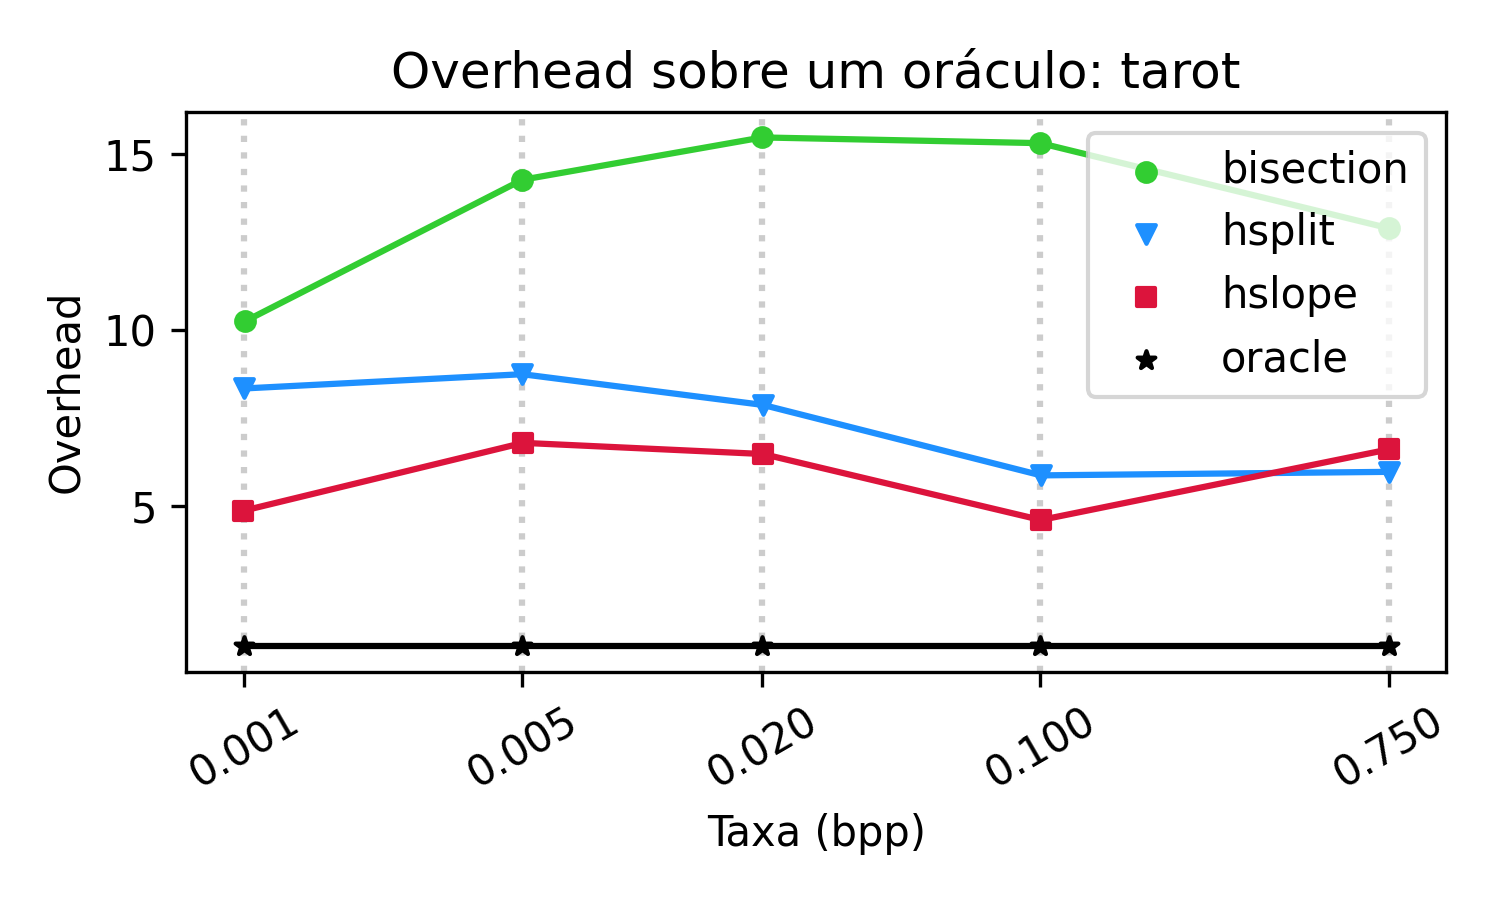 Overhead sobre um oráculo: tarot
Overhead
15
10
5
bisection
hsplit
hslope
oracle
0.001
0.005
0.020
0.100
0.750
Taxa (bpp)